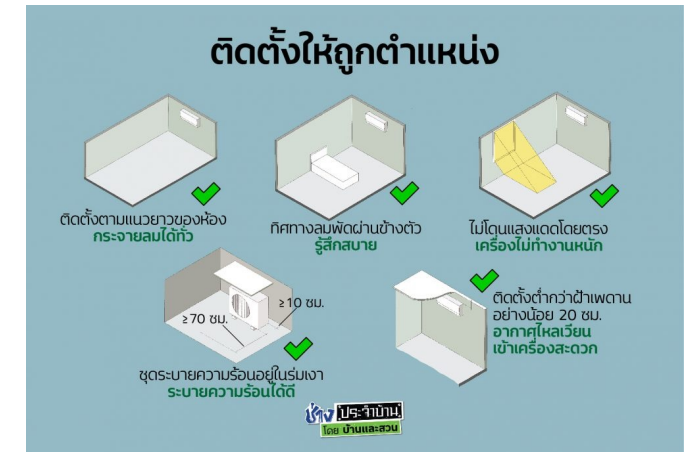 ติดตั้งให้ถูกตำแหน่ง
ติดตั้งตามแนวยาวของห้อง
กระจายลมได้ทั่ว
ทิศทางลมพัดผ่านข้างตัว
รู้สึกสบาย
ไม่โดนแสงแดดโดยตรง
เครื่องไม่ทำงานหนัก
≥10 ซม.
≥70 ซม.
ชุดระบายความร้อนอยู่ในร่มเงา
ระบายความร้อนได้ดี
ติดตั้งต่ำกว่าฝ้าเพดาน
อย่างน้อย 20 ซม.
อากาศไหลเวียน
เข้าเครื่องสะดวก
ช่างประจำบ้าน
โดย บ้านและสวน